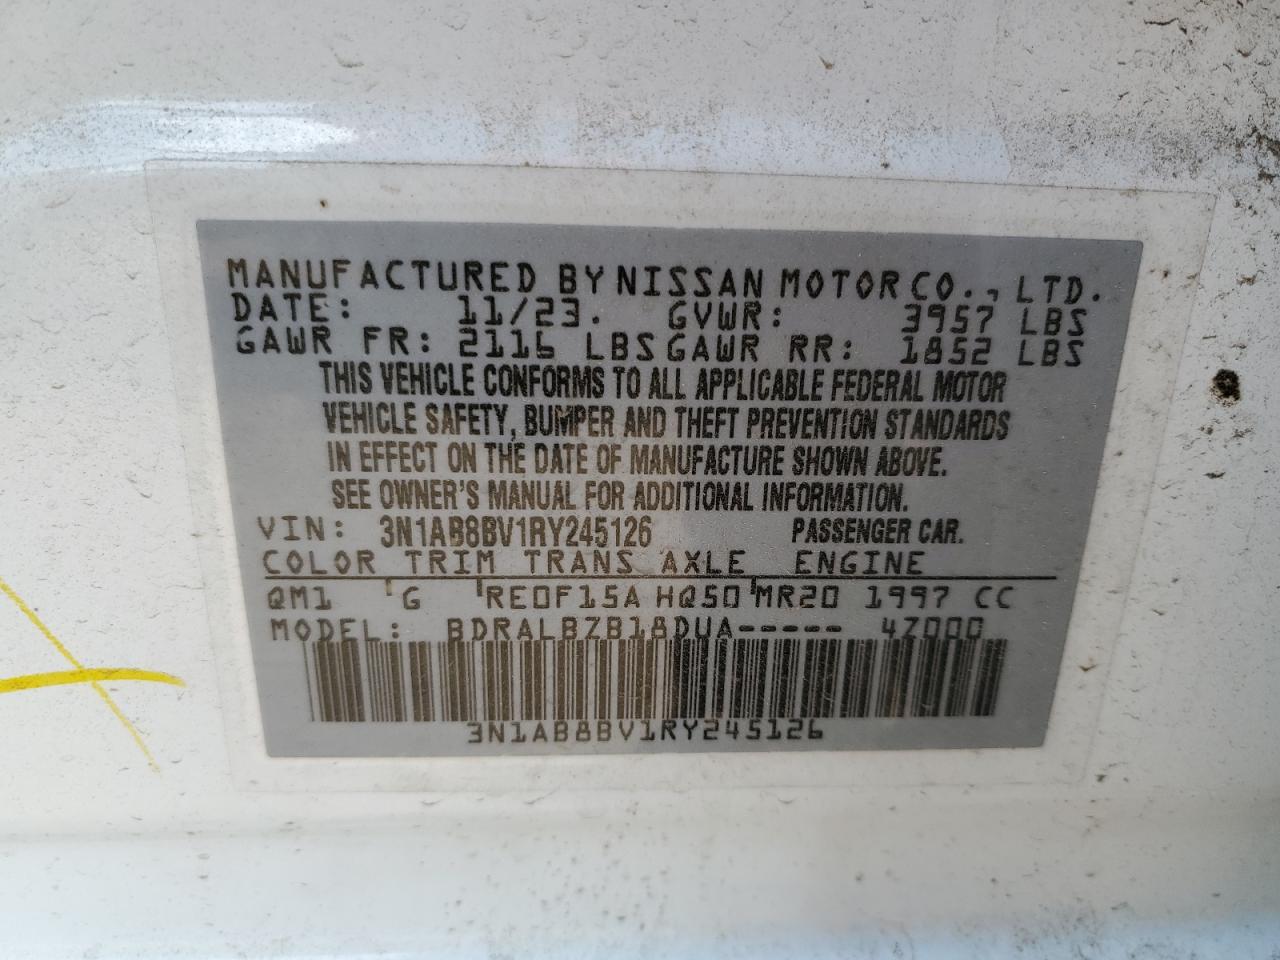 MANUFACTURED BY NISSAN MOTOR CO., LTD.
DATE: 11/23. GVWR: 3957 LBS
GAWR FR: 2116 LBS GAWR RR: 1852 LBS
THIS VEHICLE CONFORMS TO ALL APPLICABLE FEDERAL MOTOR
VEHICLE SAFETY, BUMPER AND THEFT PREVENTION STANDARDS
IN EFFECT ON THE DATE OF MANUFACTURE SHOWN ABOVE.
SEE OWNER'S MANUAL FOR ADDITIONAL INFORMATION.
VIN: 3N1AB8BV1RY245126 PASSENGER CAR.
COLOR TRIM TRANS AXLE ENGINE
QM1 G RE0F15A HQ50 MR20 1997 CC
MODEL: BDRALBZB18DUA----- 4Z000
3N1AB8BV1RY245126